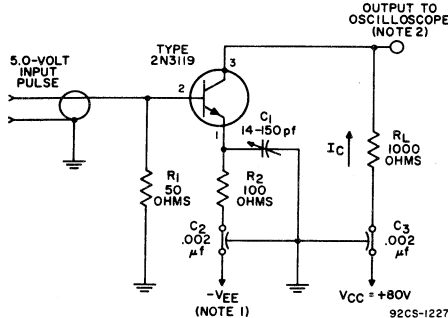 OUTPUT TO
OSCILLOSCOPE
(NOTE 2)
TYPE
2N3119
5.0-VOLT
INPUT
PULSE
3
2
1
C1
14-150 pf
IC
RL
1000
OHMS
R1
50
OHMS
R2
100
OHMS
C2
.002
µf
C3
.002
µf
-VEE
(NOTE 1)
VCC = +80V
92CS-1227